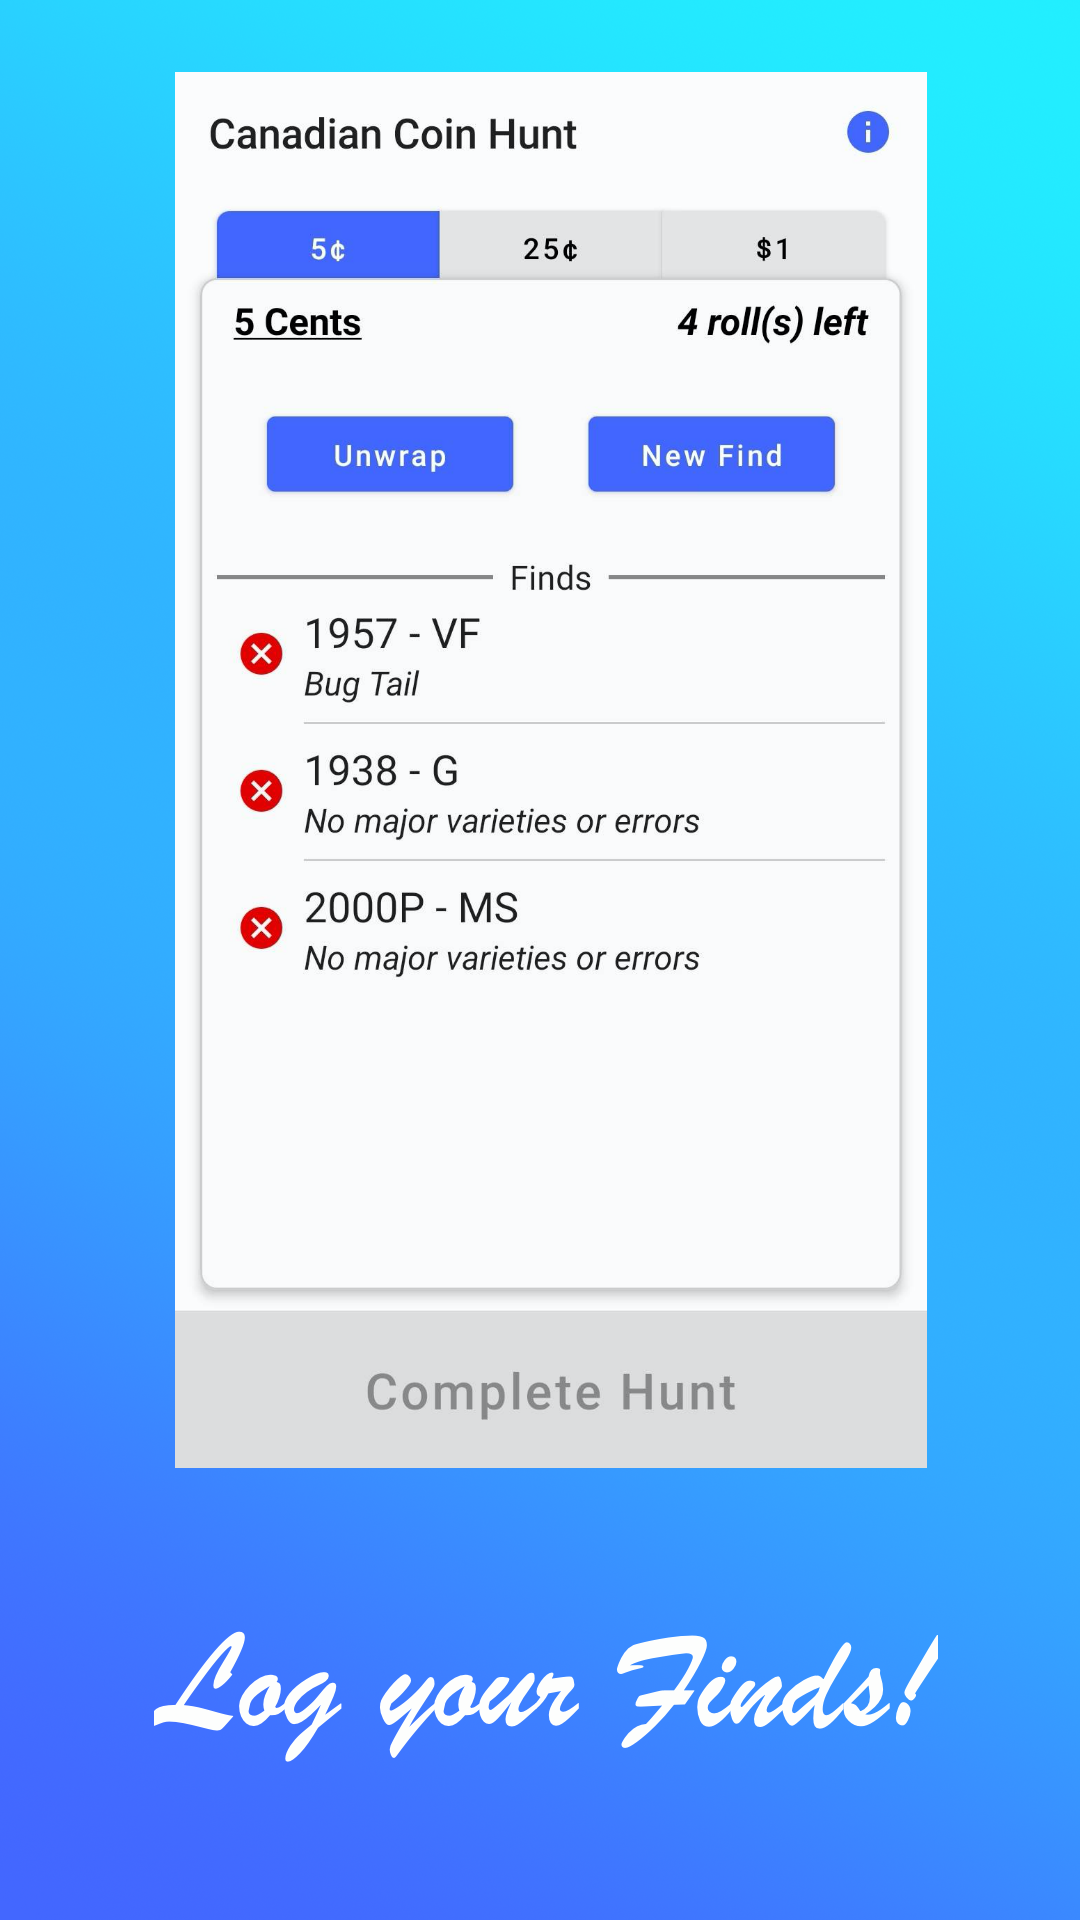 Canadian Coin Hunt
5¢ 25¢ $1
5 Cents 4 roll(s) left
Unwrap New Find
Finds
1957 - VF
Bug Tail
1938 - G
No major varieties or errors
2000P - MS
No major varieties or errors
Complete Hunt
Log your Finds!